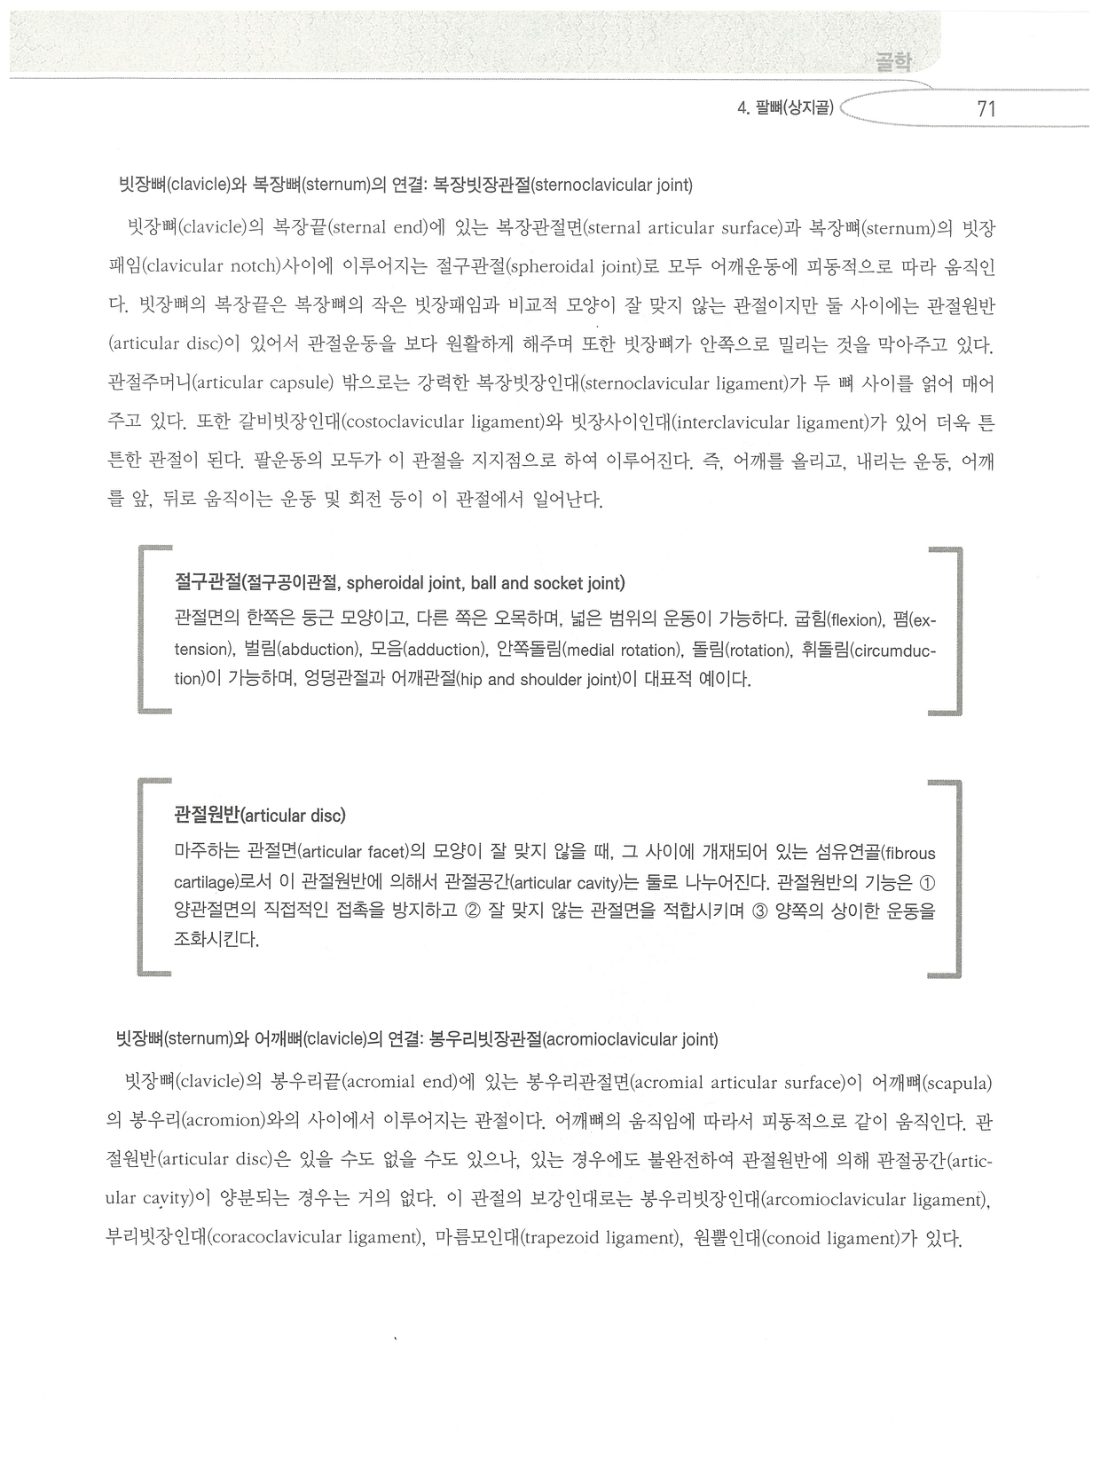 골학
4. 팔뼈(상지골)
71
빗장뼈(clavicle)와 복장뼈(sternum)의 연결: 복장빗장관절(sternoclavicular joint)
빗장뼈(clavicle)의 복장끝(sternal end)에 있는 복장관절면(sternal articular surface)과 복장뼈(sternum)의 빗장
패임(clavicular notch)사이에 이루어지는 절구관절(spheroidal joint)로 모두 어깨운동에 피동적으로 따라 움직인
다. 빗장뼈의 복장끝은 복장뼈의 작은 빗장패임과 비교적 모양이 잘 맞지 않는 관절이지만 둘 사이에는 관절원반
(articular disc)이 있어서 관절운동을 보다 원활하게 해주며 또한 빗장뼈가 안쪽으로 밀리는 것을 막아주고 있다.
관절주머니(articular capsule) 밖으로는 강력한 복장빗장인대(sternoclavicular ligament)가 두 뼈 사이를 얽어 매어
주고 있다. 또한 갈비빗장인대(costoclavicular ligament)와 빗장사이인대(interclavicular ligament)가 있어 더욱 튼
튼한 관절이 된다. 팔운동의 모두가 이 관절을 지지점으로 하여 이루어진다. 즉, 어깨를 올리고, 내리는 운동, 어깨
를 앞, 뒤로 움직이는 운동 및 회전 등이 이 관절에서 일어난다.
절구관절(절구공이관절, spheroidal joint, ball and socket joint)
관절면의 한쪽은 둥근 모양이고, 다른 쪽은 오목하며, 넓은 범위의 운동이 가능하다. 굽힘(flexion), 폄(ex-
tension), 벌림(abduction), 모음(adduction), 안쪽돌림(medial rotation), 돌림(rotation), 휘돌림(circumduc-
tion)이 가능하며, 엉덩관절과 어깨관절(hip and shoulder joint)이 대표적 예이다.
관절원반(articular disc)
마주하는 관절면(articular facet)의 모양이 잘 맞지 않을 때, 그 사이에 개재되어 있는 섬유연골(fibrous
cartilage)로서 이 관절원반에 의해서 관절공간(articular cavity)는 둘로 나누어진다. 관절원반의 기능은 ①
양관절면의 직접적인 접촉을 방지하고 ② 잘 맞지 않는 관절면을 적합시키며 ③ 양쪽의 상이한 운동을
조화시킨다.
빗장뼈(sternum)와 어깨뼈(clavicle)의 연결: 봉우리빗장관절(acromioclavicular joint)
빗장뼈(clavicle)의 봉우리끝(acromial end)에 있는 봉우리관절면(acromial articular surface)이 어깨뼈(scapula)
의 봉우리(acromion)와의 사이에서 이루어지는 관절이다. 어깨뼈의 움직임에 따라서 피동적으로 같이 움직인다. 관
절원반(articular disc)은 있을 수도 없을 수도 있으나, 있는 경우에도 불완전하여 관절원반에 의해 관절공간(artic-
ular cavity)이 양분되는 경우는 거의 없다. 이 관절의 보강인대로는 봉우리빗장인대(arcomioclavicular ligament),
부리빗장인대(coracoclavicular ligament), 마름모인대(trapezoid ligament), 원뿔인대(conoid ligament)가 있다.